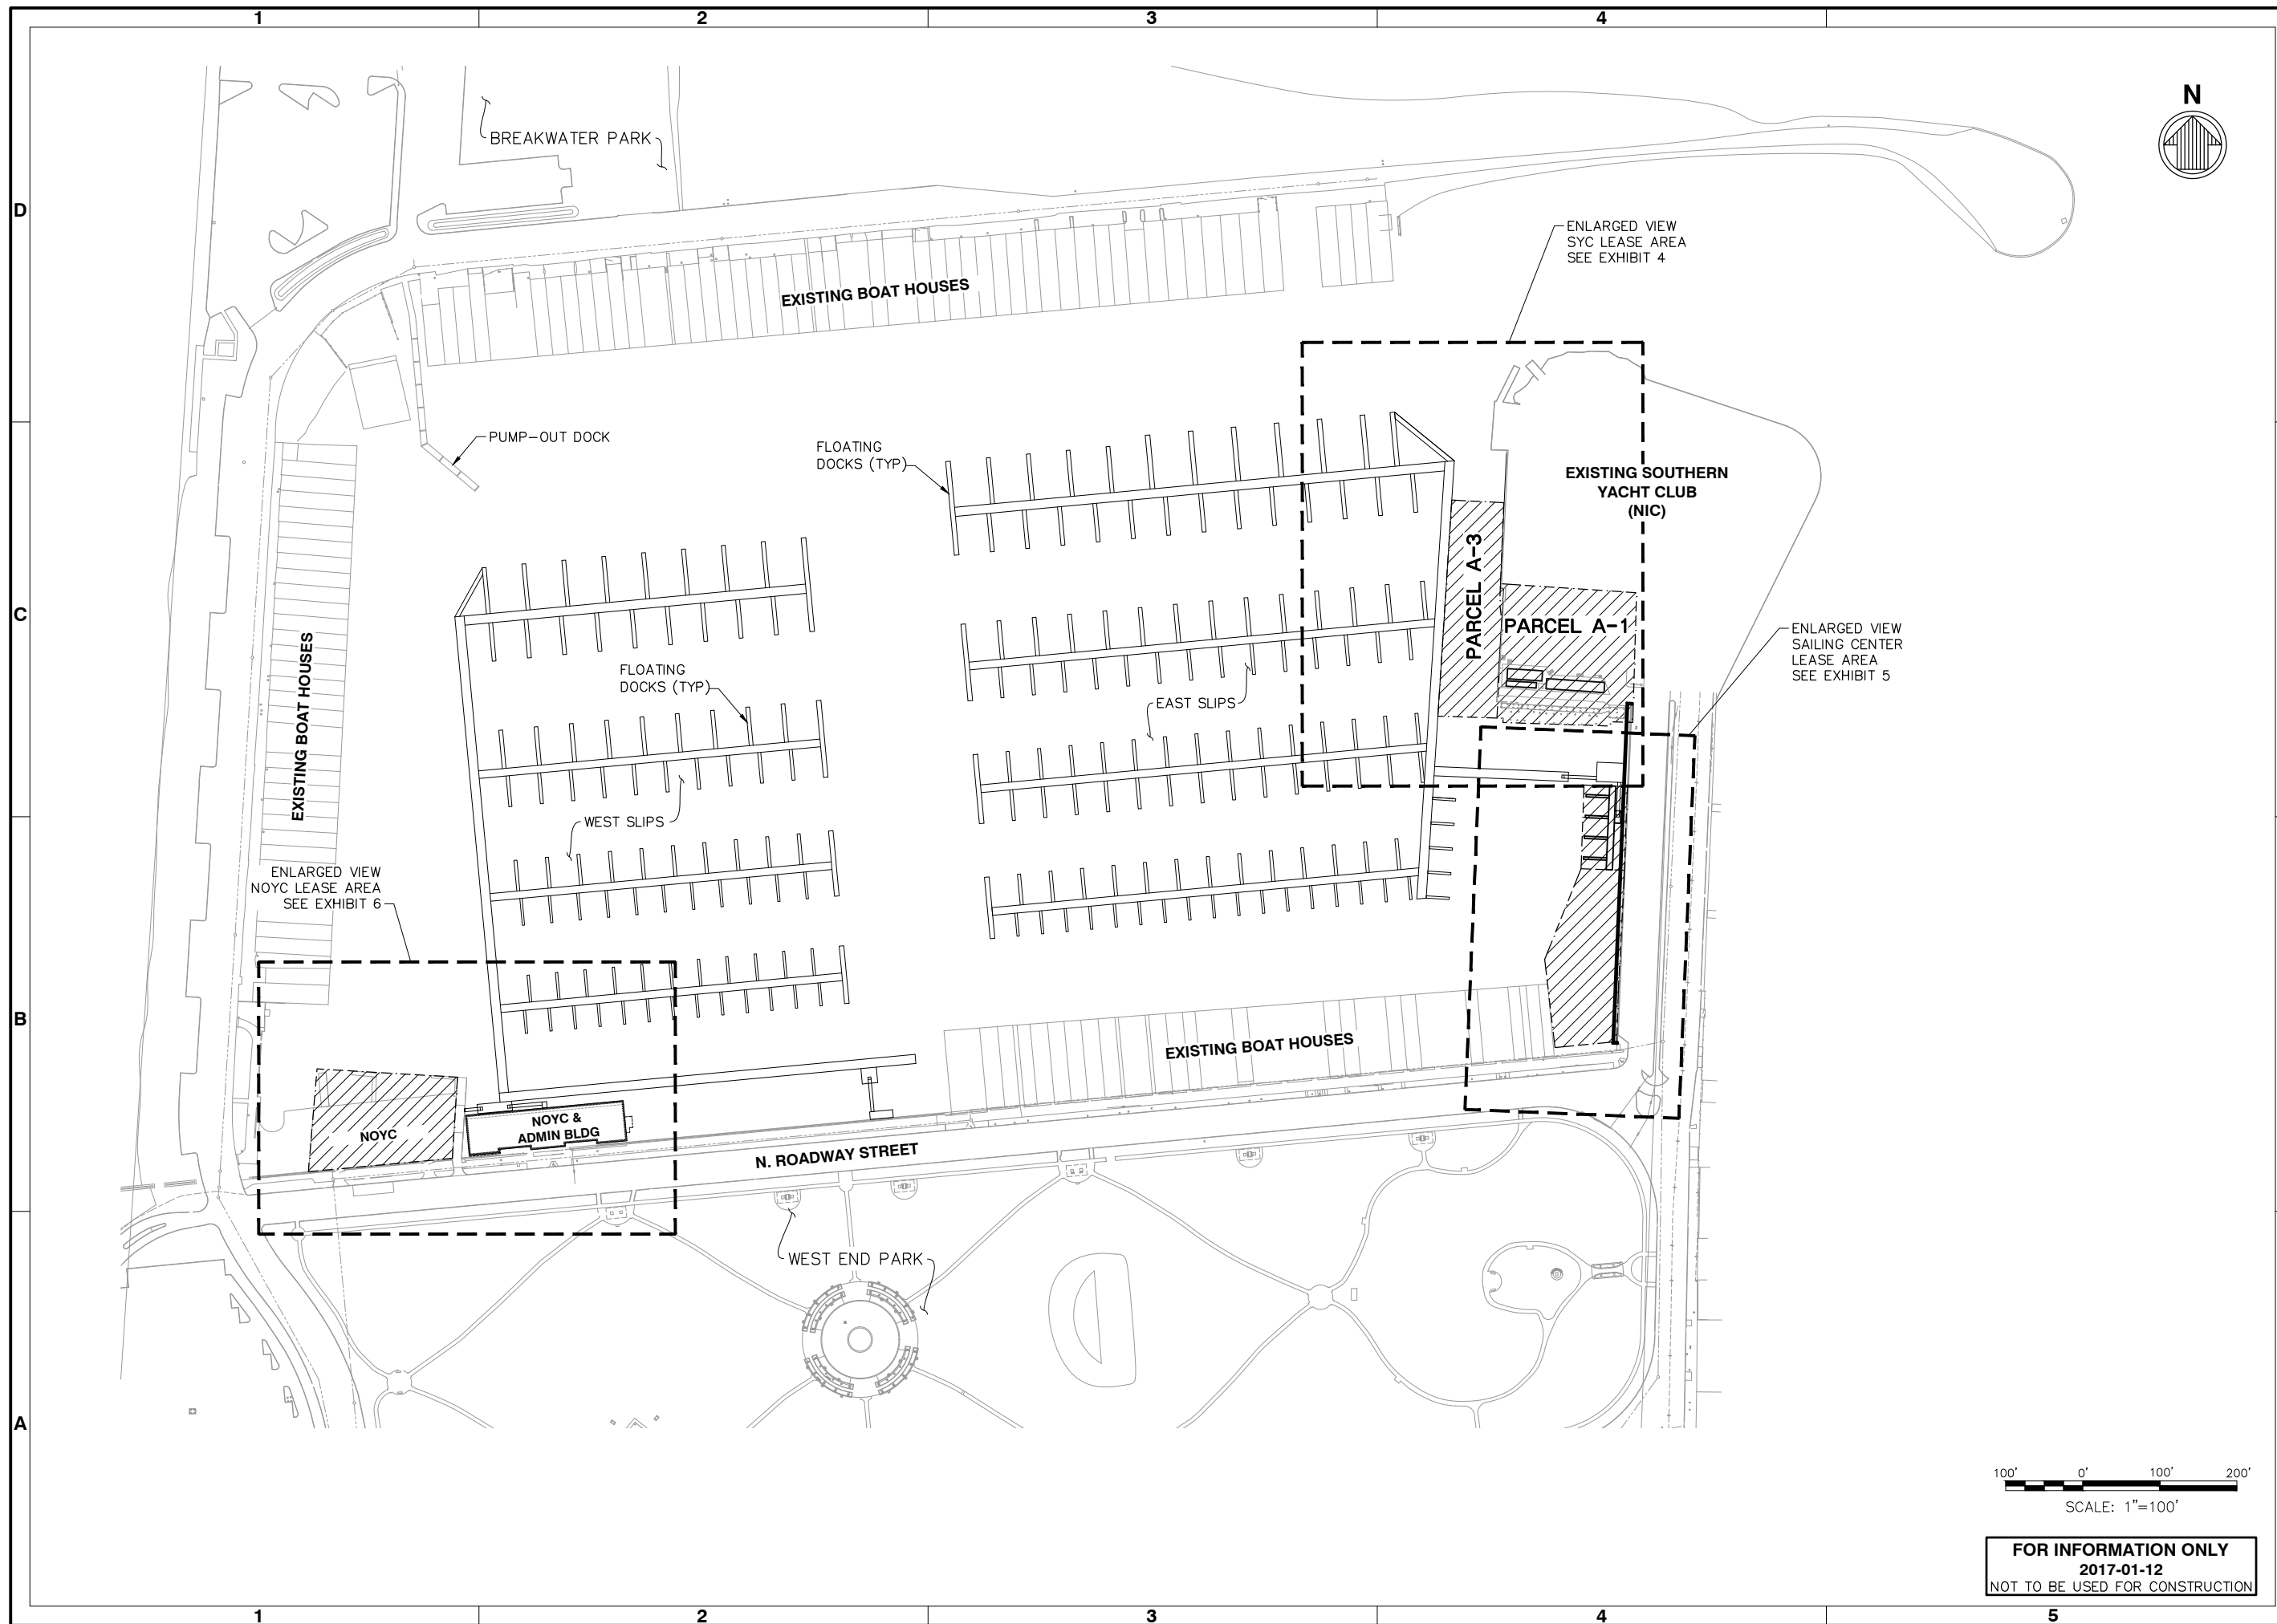 1
2
3
4
N
BREAKWATER PARK
D
D
ENLARGED VIEW
SYC LEASE AREA
SEE EXHIBIT 4
EXISTING BOAT HOUSES
PUMP-OUT DOCK
FLOATING
DOCKS (TYP)
EXISTING SOUTHERN
YACHT CLUB
(NIC)
PARCEL A-3
C
PARCEL A-1
ENLARGED VIEW
SAILING CENTER
LEASE AREA
SEE EXHIBIT 5
FLOATING
DOCKS (TYP)
EAST SLIPS
EXISTING BOAT HOUSES
WEST SLIPS
ENLARGED VIEW
NOYC LEASE AREA
SEE EXHIBIT 6
B
EXISTING BOAT HOUSES
NOYC &
ADMIN BLDG
NOYC
N. ROADWAY STREET
WEST END PARK
A
100' 0' 100' 200'
SCALE: 1"=100'
FOR INFORMATION ONLY
2017-01-12
NOT TO BE USED FOR CONSTRUCTION
1
2
3
4
5